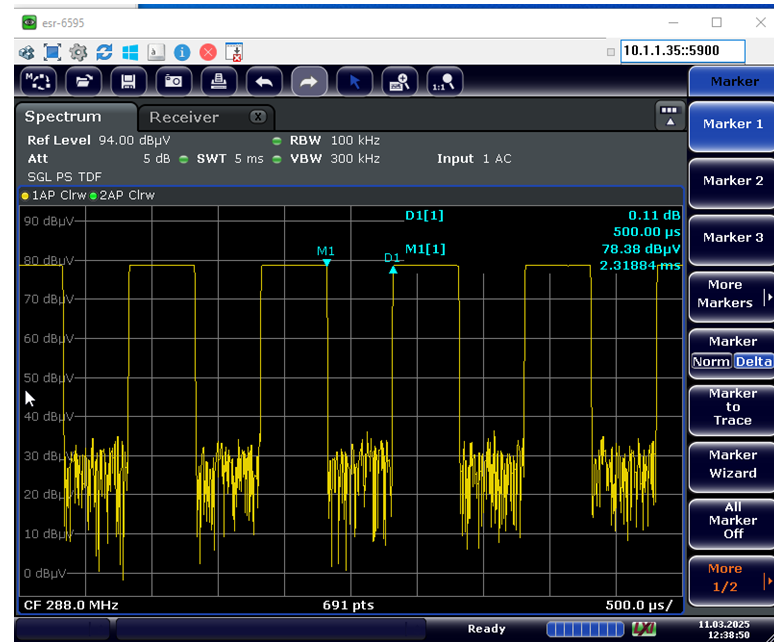 esr-6595
10.1.1.35::5900
1:1
Marker
Spectrum
Receiver
Marker 1
Ref Level 94.00 dBµV
RBW 100 kHz
Att 5 dB SWT 5 ms VBW 300 kHz Input 1 AC
SGL PS TDF
Marker 2
1AP Clrw 2AP Clrw
90 dBµV
D1[1] 0.11 dB
500.00 µs
Marker 3
M1
M1[1] 78.38 dBµV
2.31884 ms
80 dBµV
D1
More
Markers
70 dBµV
60 dBµV
Marker
Norm Delta
50 dBµV
Marker
to
Trace
40 dBµV
30 dBµV
Marker
Wizard
20 dBµV
10 dBµV
All
Marker
Off
0 dBµV
More
1/2
CF 288.0 MHz 691 pts 500.0 µs/
Ready
11.03.2025
12:38:50